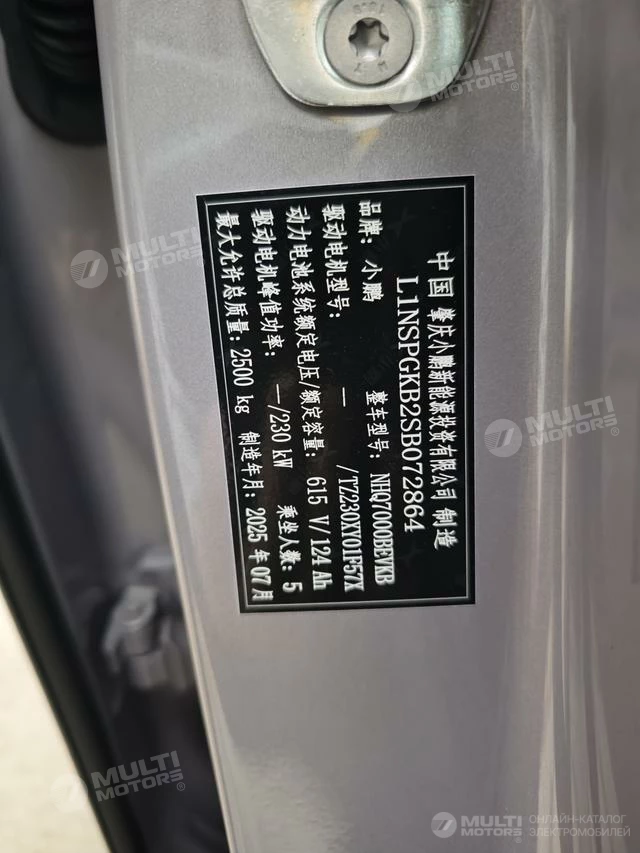 中国 肇庆小鹏新能源投资有限公司 制造
L1NSPGKB2SB072864
品牌： 小鹏 整车型号： NHQ7000BEVKB
驱动电机型号： — /TZ230XY01F57X
动力电池系统额定电压/额定容量： 615 V/124 Ah
驱动电机峰值功率： —/230 kW 乘坐人数： 5
最大允许总质量： 2500 kg 制造年月： 2025 年 07 月
MULTI MOTORS®
MULTI MOTORS®
MULTI MOTORS®
MULTI MOTORS®
MULTI MOTORS® ОНЛАЙН-КАТАЛОГ ЭЛЕКТРОМОБИЛЕЙ